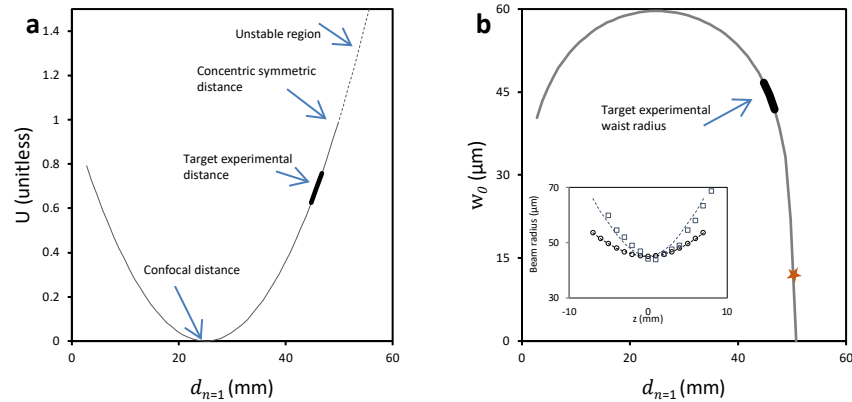 a
U (unitless)
1.4
1.2
1
0.8
0.6
0.4
0.2
0
0
20
40
60
d_{n=1} (mm)
Unstable region
Concentric symmetric
distance
Target experimental
distance
Confocal distance
b
w_0 (μm)
60
45
30
15
0
0
20
40
60
d_{n=1} (mm)
Target experimental
waist radius
Beam radius (μm)
70
50
30
-10
0
10
z (mm)